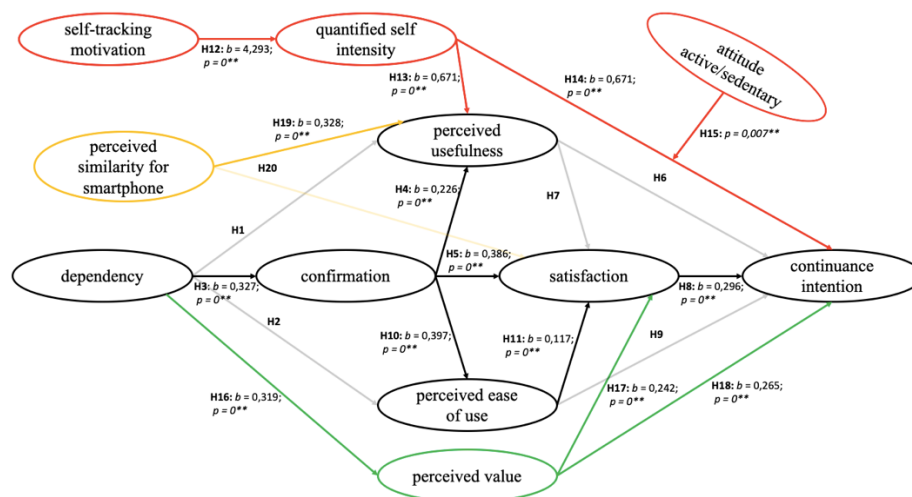 self-tracking
motivation
H12: b = 4,293;
p = 0**
quantified self
intensity
H13: b = 0,671;
p = 0**
H14: b = 0,671;
p = 0**
attitude
active/sedentary
H15: p = 0,007**
H19: b = 0,328;
p = 0**
perceived
similarity for
smartphone
H20
perceived
usefulness
H1
H4: b = 0,226;
p = 0**
H7
H6
dependency
H3: b = 0,327;
p = 0**
confirmation
H5: b = 0,386;
p = 0**
satisfaction
H8: b = 0,296;
p = 0**
continuance
intention
H2
H10: b = 0,397;
p = 0**
H11: b = 0,117;
p = 0**
H9
H16: b = 0,319;
p = 0**
perceived ease
of use
H17: b = 0,242;
p = 0**
H18: b = 0,265;
p = 0**
perceived value